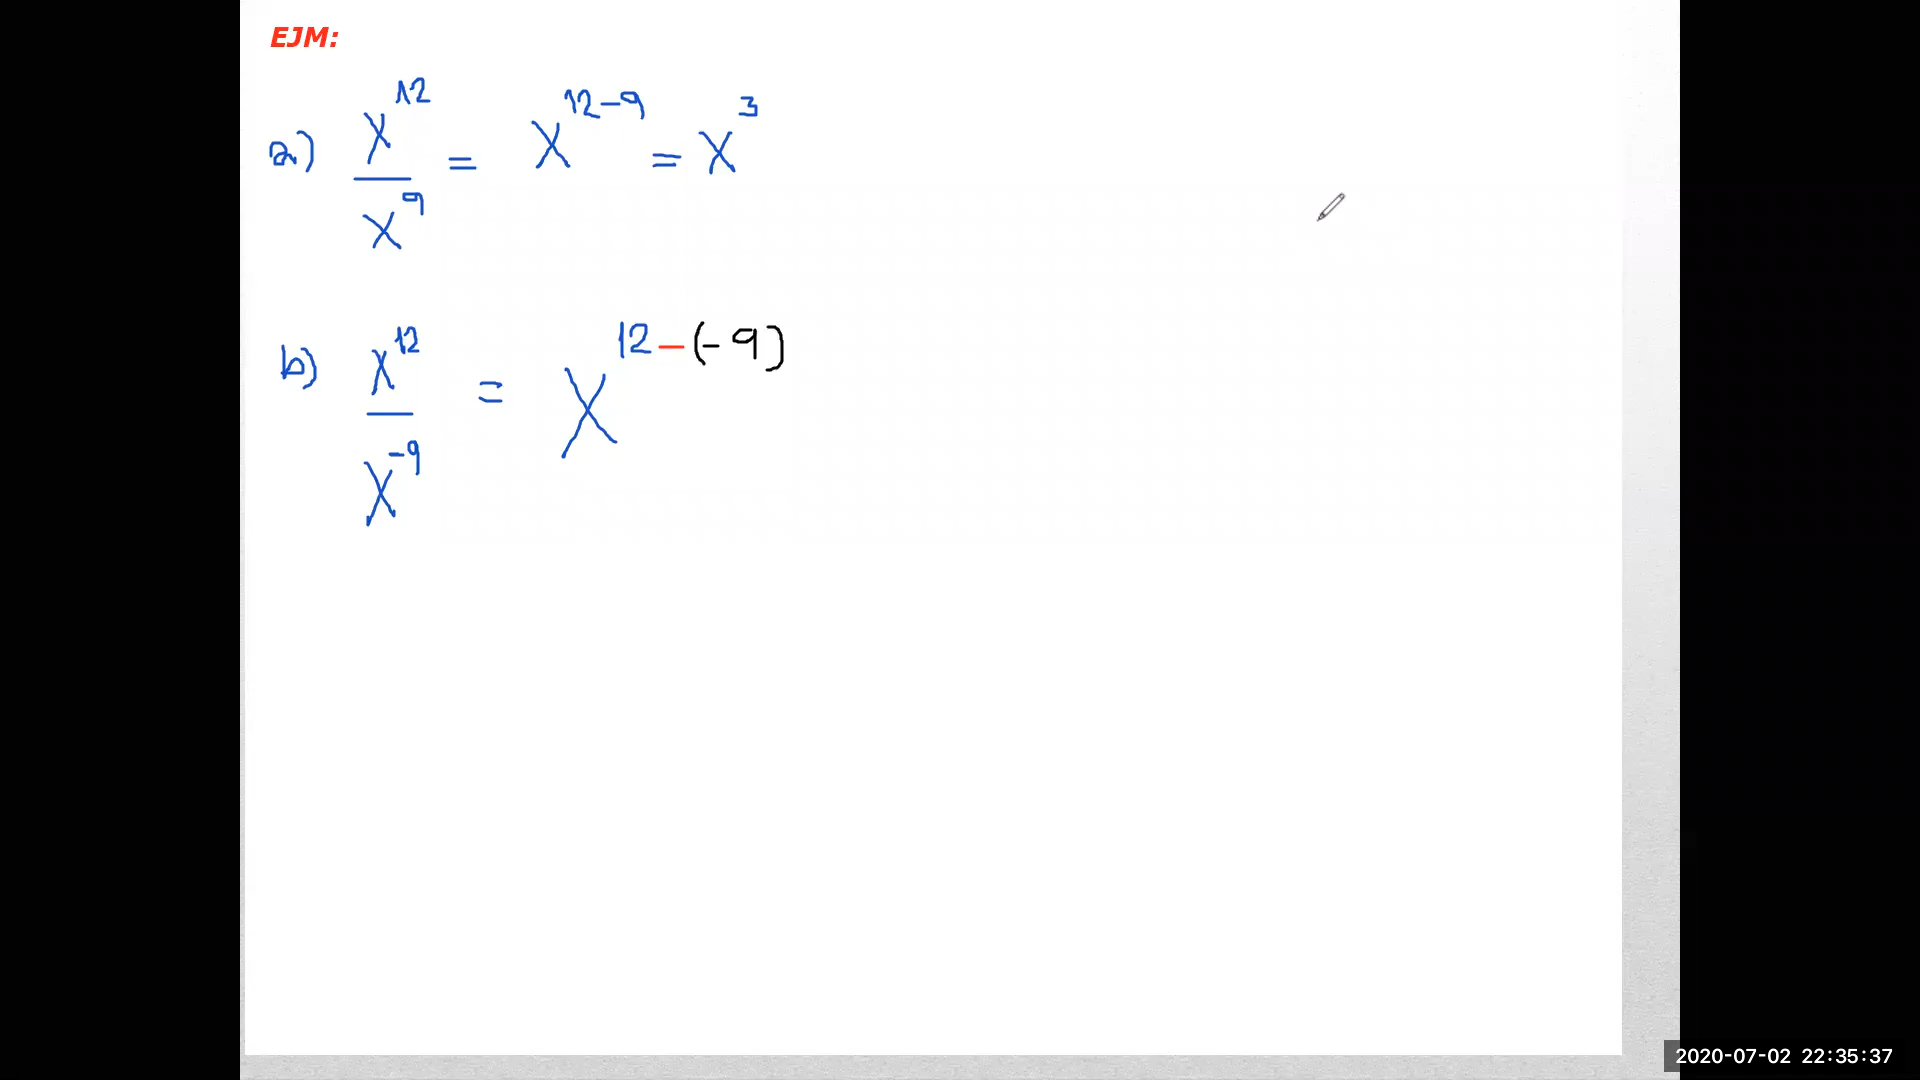 EJM:
a) x^12 / x^9 = x^(12-9) = x^3
b) x^12 / x^-9 = x^(12-(-9))
2020-07-02 22:35:37